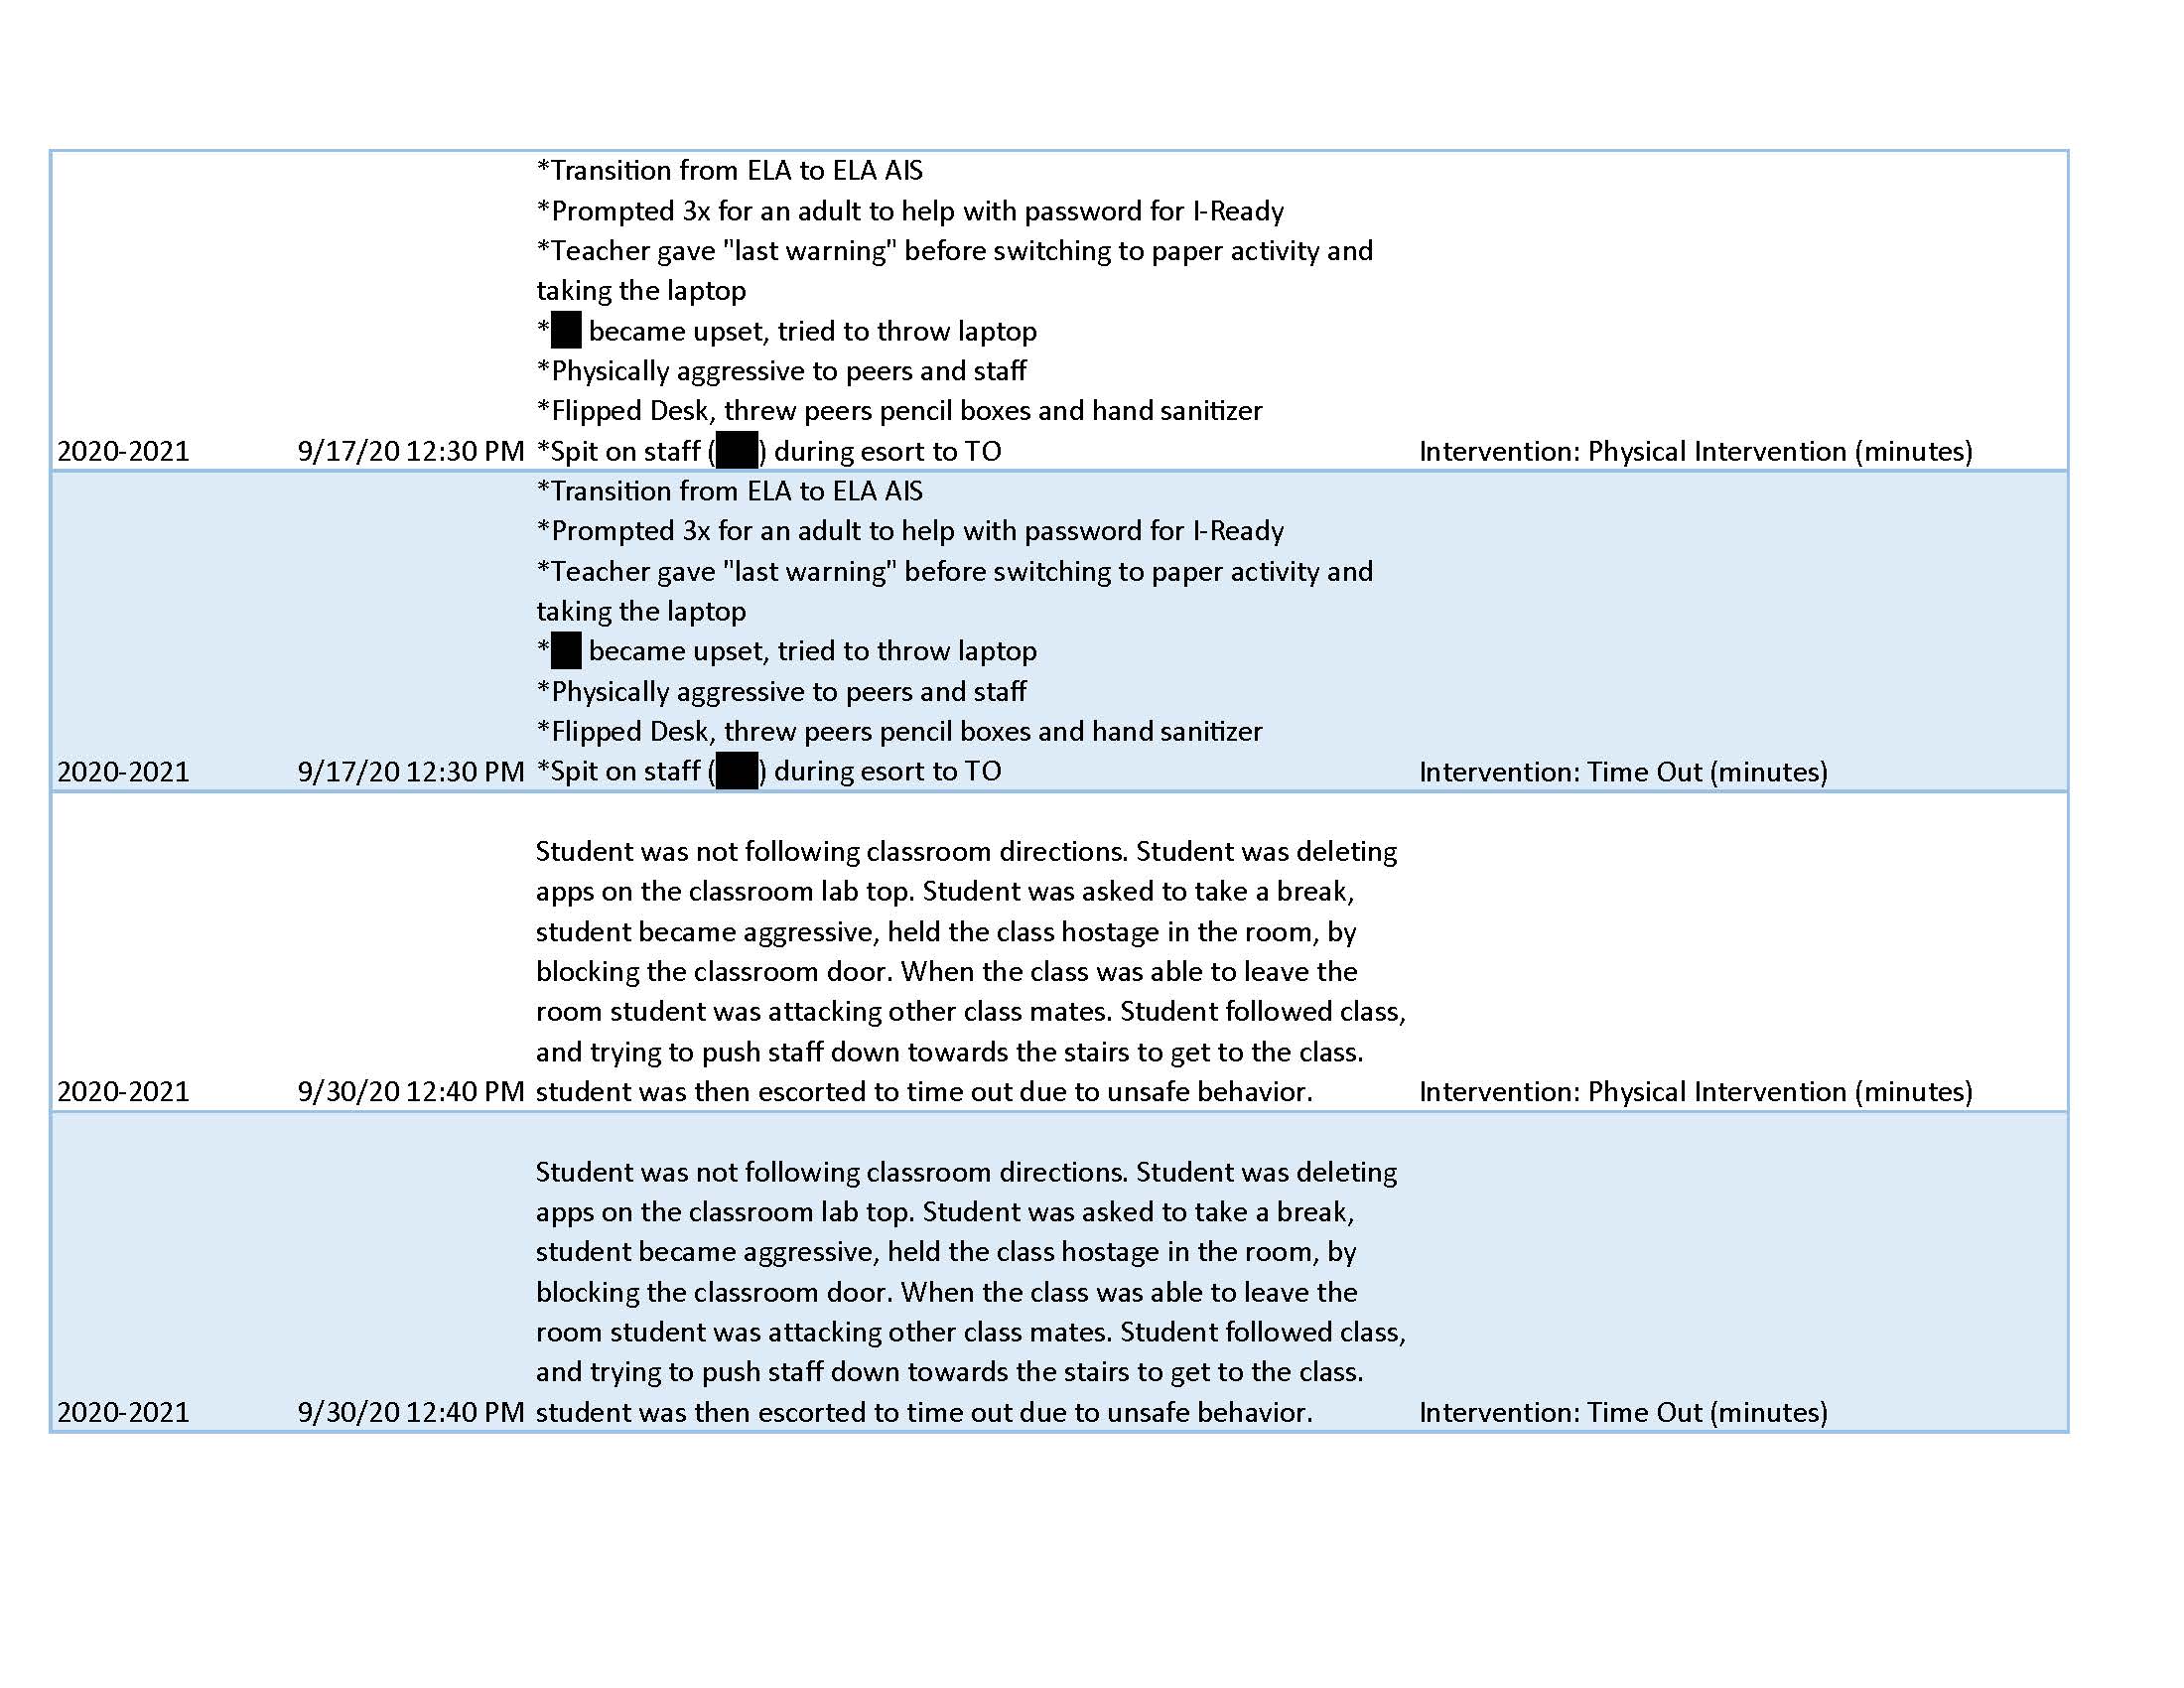 *Transition from ELA to ELA AIS
*Prompted 3x for an adult to help with password for I-Ready
*Teacher gave "last warning" before switching to paper activity and
taking the laptop
* became upset, tried to throw laptop
*Physically aggressive to peers and staff
*Flipped Desk, threw peers pencil boxes and hand sanitizer
2020-2021 9/17/20 12:30 PM *Spit on staff ( ) during esort to TO Intervention: Physical Intervention (minutes)
*Transition from ELA to ELA AIS
*Prompted 3x for an adult to help with password for I-Ready
*Teacher gave "last warning" before switching to paper activity and
taking the laptop
* became upset, tried to throw laptop
*Physically aggressive to peers and staff
*Flipped Desk, threw peers pencil boxes and hand sanitizer
2020-2021 9/17/20 12:30 PM *Spit on staff ( ) during esort to TO Intervention: Time Out (minutes)
Student was not following classroom directions. Student was deleting
apps on the classroom lab top. Student was asked to take a break,
student became aggressive, held the class hostage in the room, by
blocking the classroom door. When the class was able to leave the
room student was attacking other class mates. Student followed class,
and trying to push staff down towards the stairs to get to the class.
2020-2021 9/30/20 12:40 PM student was then escorted to time out due to unsafe behavior. Intervention: Physical Intervention (minutes)
Student was not following classroom directions. Student was deleting
apps on the classroom lab top. Student was asked to take a break,
student became aggressive, held the class hostage in the room, by
blocking the classroom door. When the class was able to leave the
room student was attacking other class mates. Student followed class,
and trying to push staff down towards the stairs to get to the class.
2020-2021 9/30/20 12:40 PM student was then escorted to time out due to unsafe behavior. Intervention: Time Out (minutes)